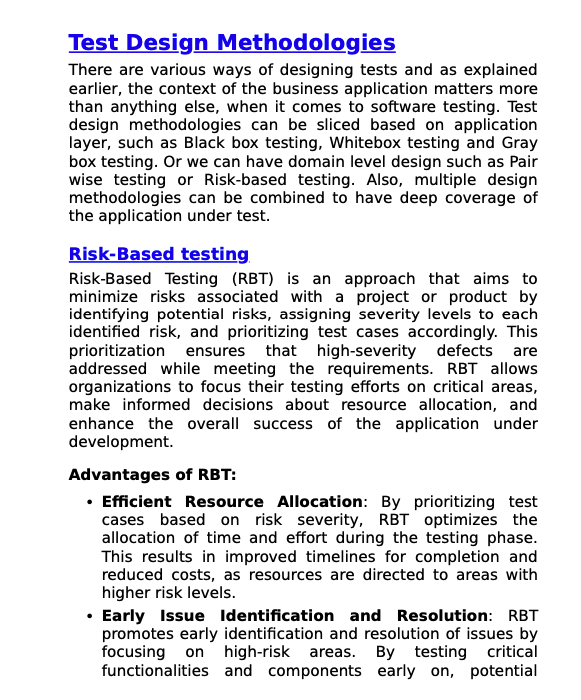 Test Design Methodologies
There are various ways of designing tests and as explained
earlier, the context of the business application matters more
than anything else, when it comes to software testing. Test
design methodologies can be sliced based on application
layer, such as Black box testing, Whitebox testing and Gray
box testing. Or we can have domain level design such as Pair
wise testing or Risk-based testing. Also, multiple design
methodologies can be combined to have deep coverage of
the application under test.
Risk-Based testing
Risk-Based Testing (RBT) is an approach that aims to
minimize risks associated with a project or product by
identifying potential risks, assigning severity levels to each
identified risk, and prioritizing test cases accordingly. This
prioritization ensures that high-severity defects are
addressed while meeting the requirements. RBT allows
organizations to focus their testing efforts on critical areas,
make informed decisions about resource allocation, and
enhance the overall success of the application under
development.
Advantages of RBT:
• Efficient Resource Allocation: By prioritizing test
cases based on risk severity, RBT optimizes the
allocation of time and effort during the testing phase.
This results in improved timelines for completion and
reduced costs, as resources are directed to areas with
higher risk levels.
• Early Issue Identification and Resolution: RBT
promotes early identification and resolution of issues by
focusing on high-risk areas. By testing critical
functionalities and components early on, potential